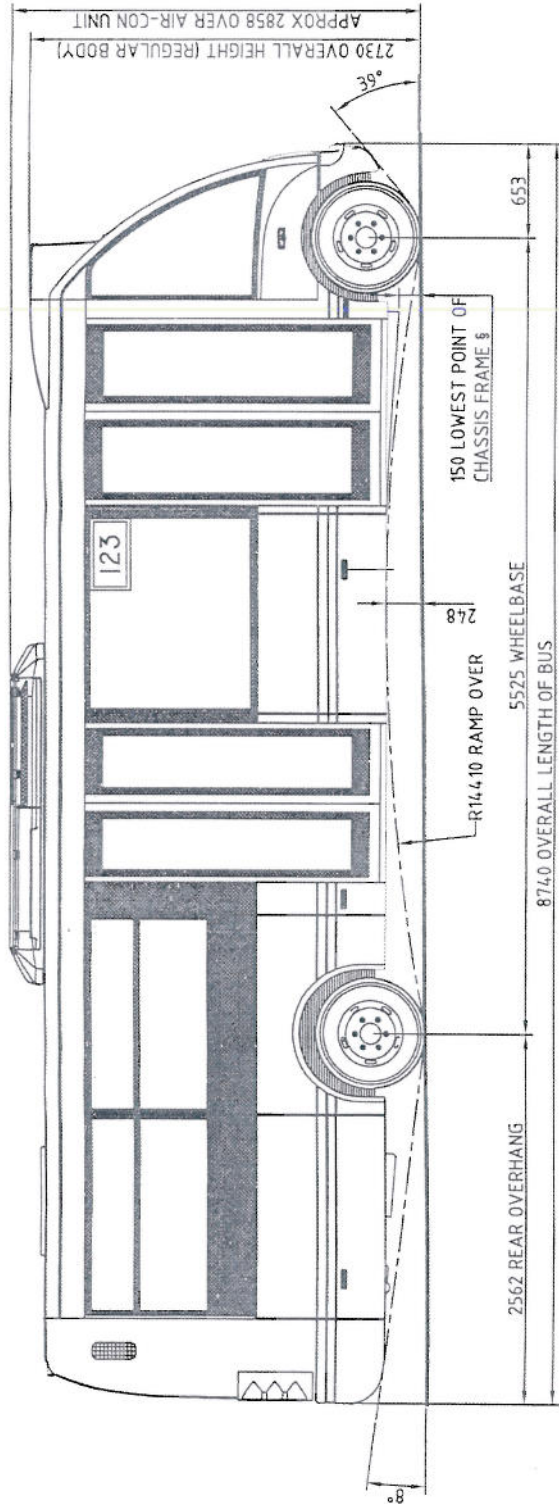 APPROX 2858 OVER AIR-CON UNIT
2730 OVERALL HEIGHT (REGULAR BODY)
39°
123
653
150 LOWEST POINT OF
CHASSIS FRAME
248
R14410 RAMP OVER
5525 WHEELBASE
8740 OVERALL LENGTH OF BUS
2562 REAR OVERHANG
8°